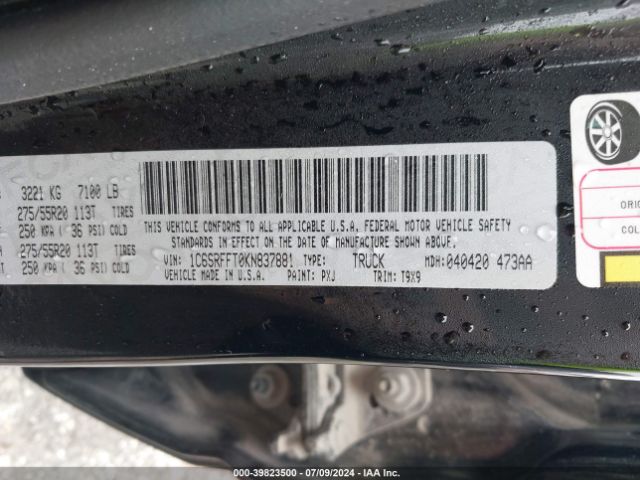 3221 KG 7100 LB
275/55R20 113T TIRES
250 KPA ( 36 PSI) COLD
275/55R20 113T TIRES
250 KPA ( 36 PSI) COLD
THIS VEHICLE CONFORMS TO ALL APPLICABLE U.S.A. FEDERAL MOTOR VEHICLE SAFETY
STANDARDS IN EFFECT ON THE DATE OF MANUFACTURE SHOWN ABOVE.
VIN: 1C6SRFFT0KN837881 TYPE: TRUCK MDH: 040420 473AA
VEHICLE MADE IN U.S.A. PAINT: PXJ TRIM: T9X9
ORIG
COL
000-39823500 / 07/09/2024 - IAA Inc.